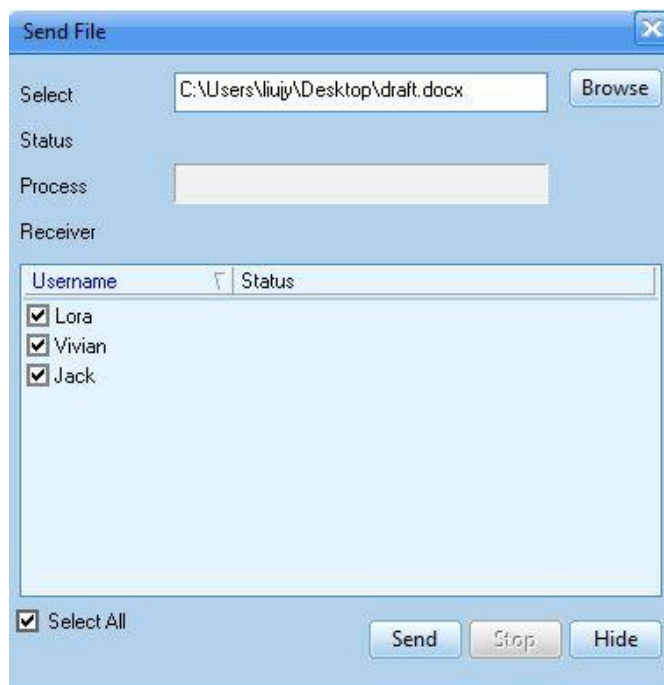 Send File
Select C:\Users\liujy\Desktop\draft.docx Browse
Status
Process
Receiver
Username Status
Lora
Vivian
Jack
Select All
Send Stop Hide